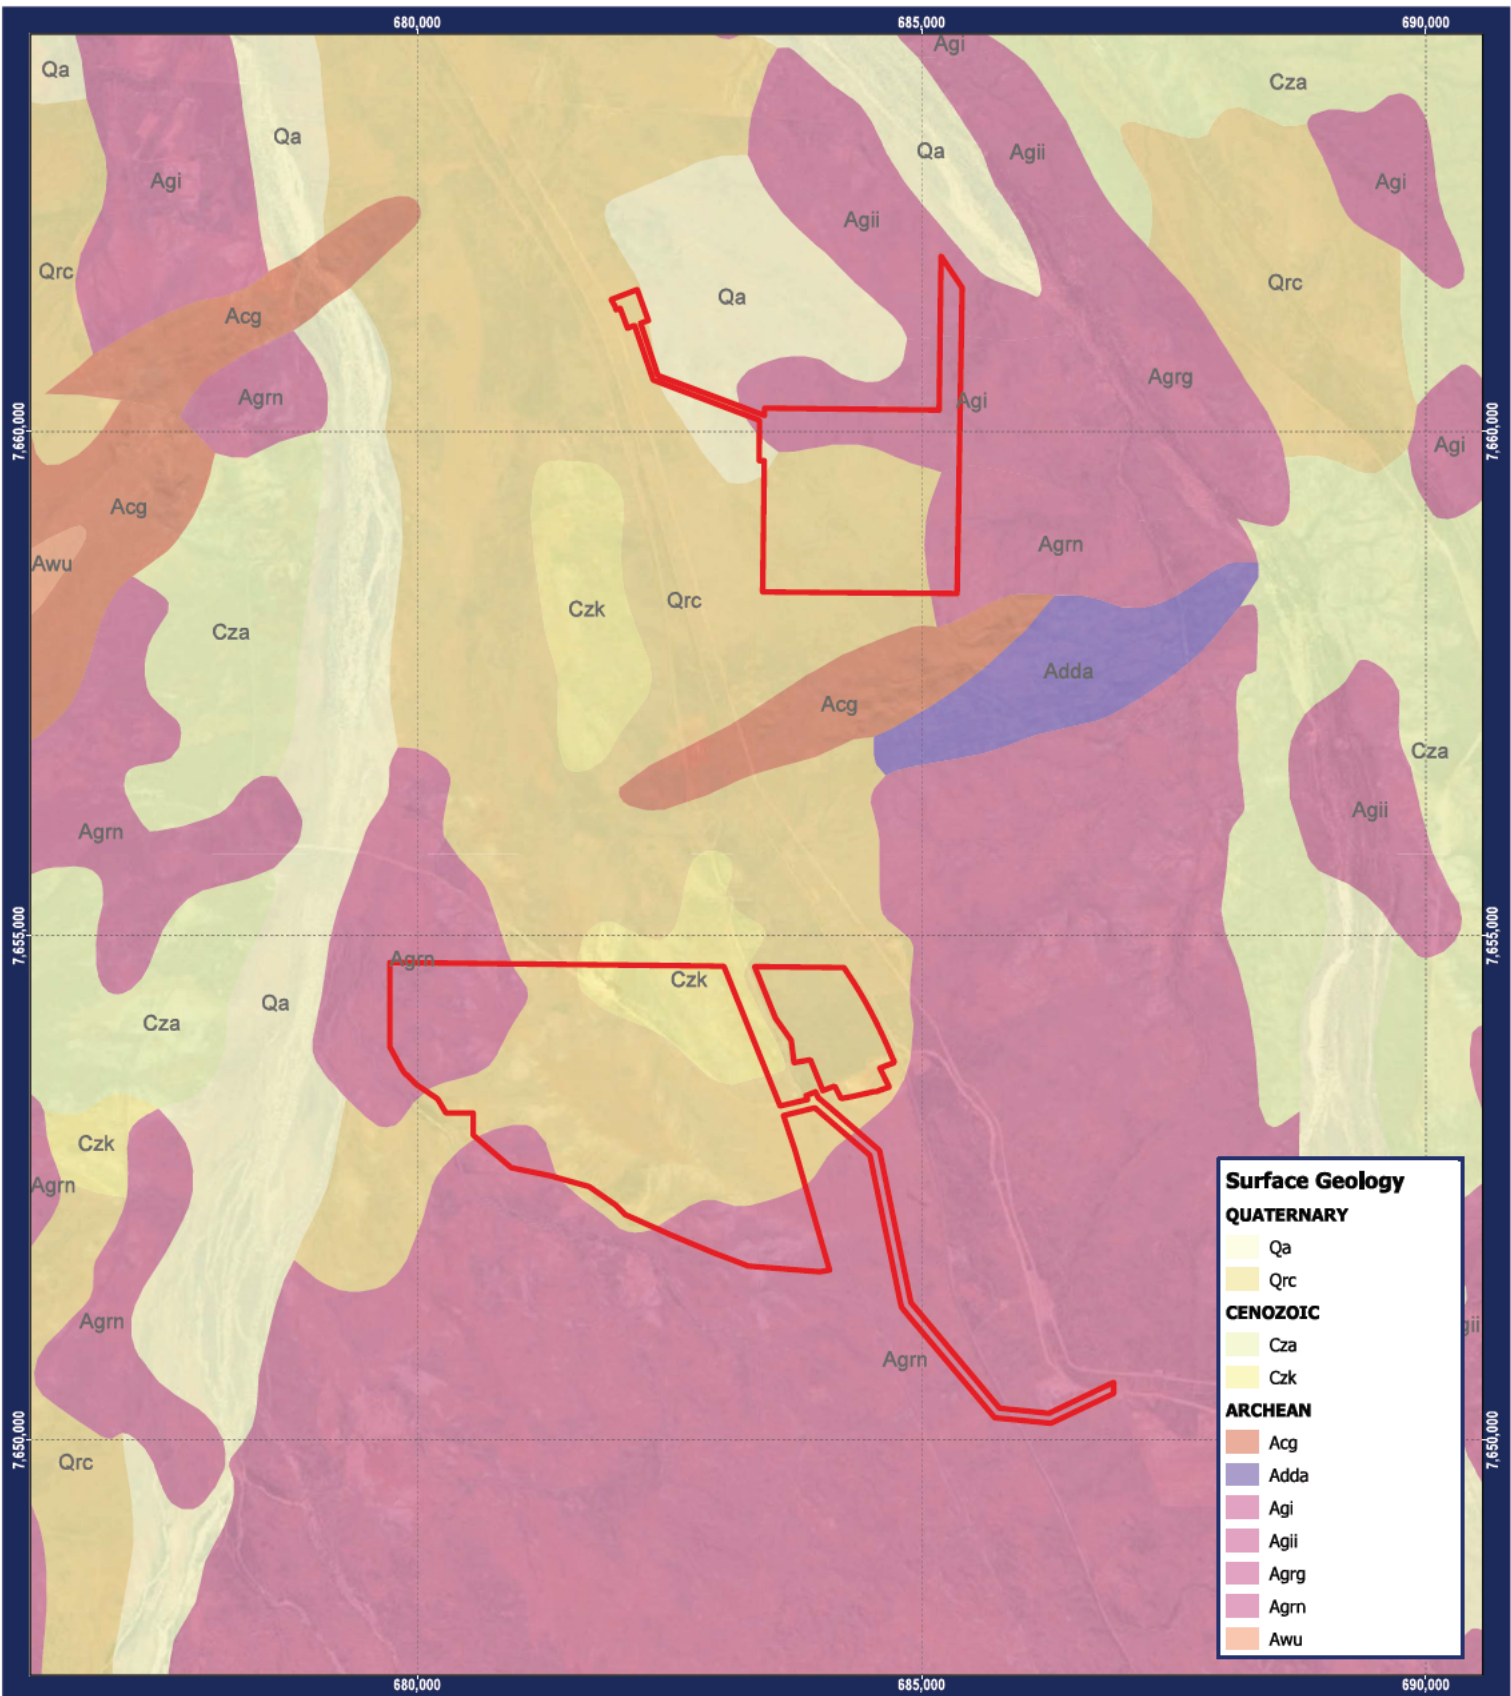 680,000 685,000 690,000
Agi
Qa
Cza
Qa
Qa
Agii
Agi
Agi
Agii
Qrc
Qrc
Qa
Acg
Agrg
Agrn
Agi
7,660,000 7,660,000
Agi
Acg
Agrn
Awu
Czk
Qrc
Cza
Adda
Acg
Cza
Agii
Agrn
7,655,000 7,655,000
Agrn
Czk
Qa
Cza
Czk
Agrn
Agrn
gii
Agrn
7,650,000 7,650,000
Qrc
Surface Geology
QUATERNARY
Qa
Qrc
CENOZOIC
Cza
Czk
ARCHEAN
Acg
Adda
Agi
Agii
Agrg
Agrn
Awu
680,000 685,000 690,000